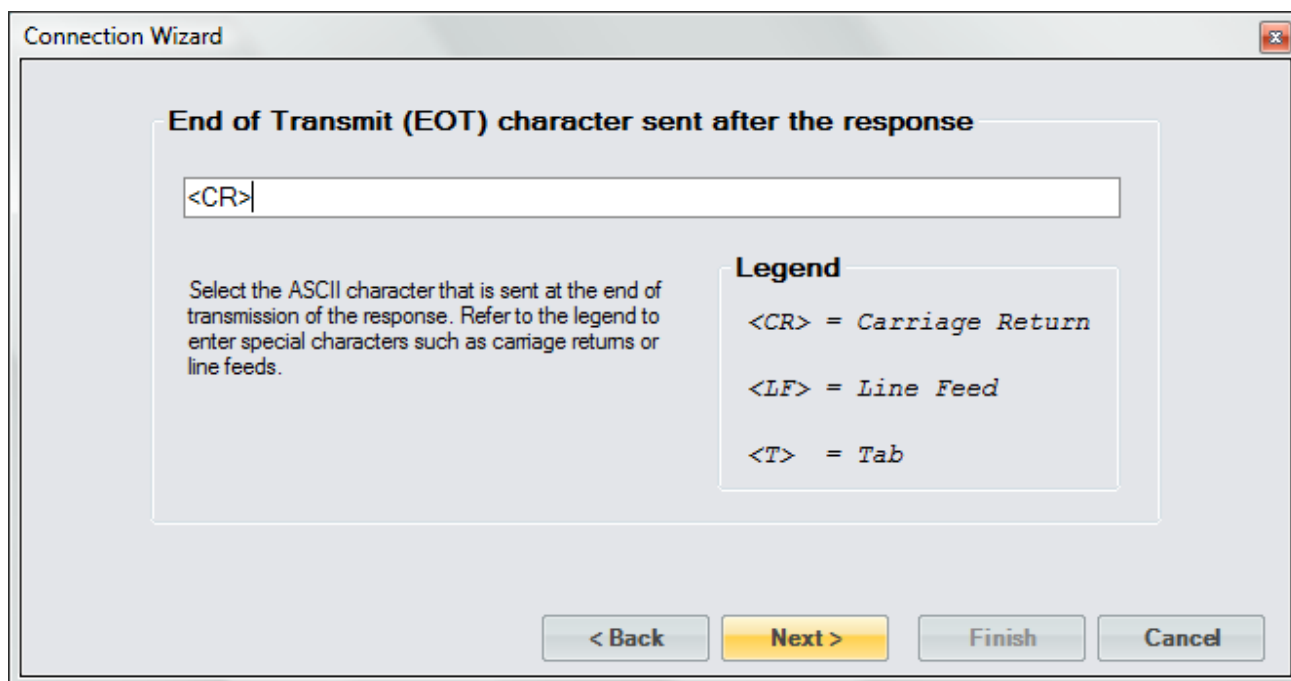 Connection Wizard
x
End of Transmit (EOT) character sent after the response
<CR>
Select the ASCII character that is sent at the end of
transmission of the response. Refer to the legend to
enter special characters such as carriage returns or
line feeds.
Legend
<CR> = Carriage Return
<LF> = Line Feed
<T> = Tab
< Back
Next >
Finish
Cancel